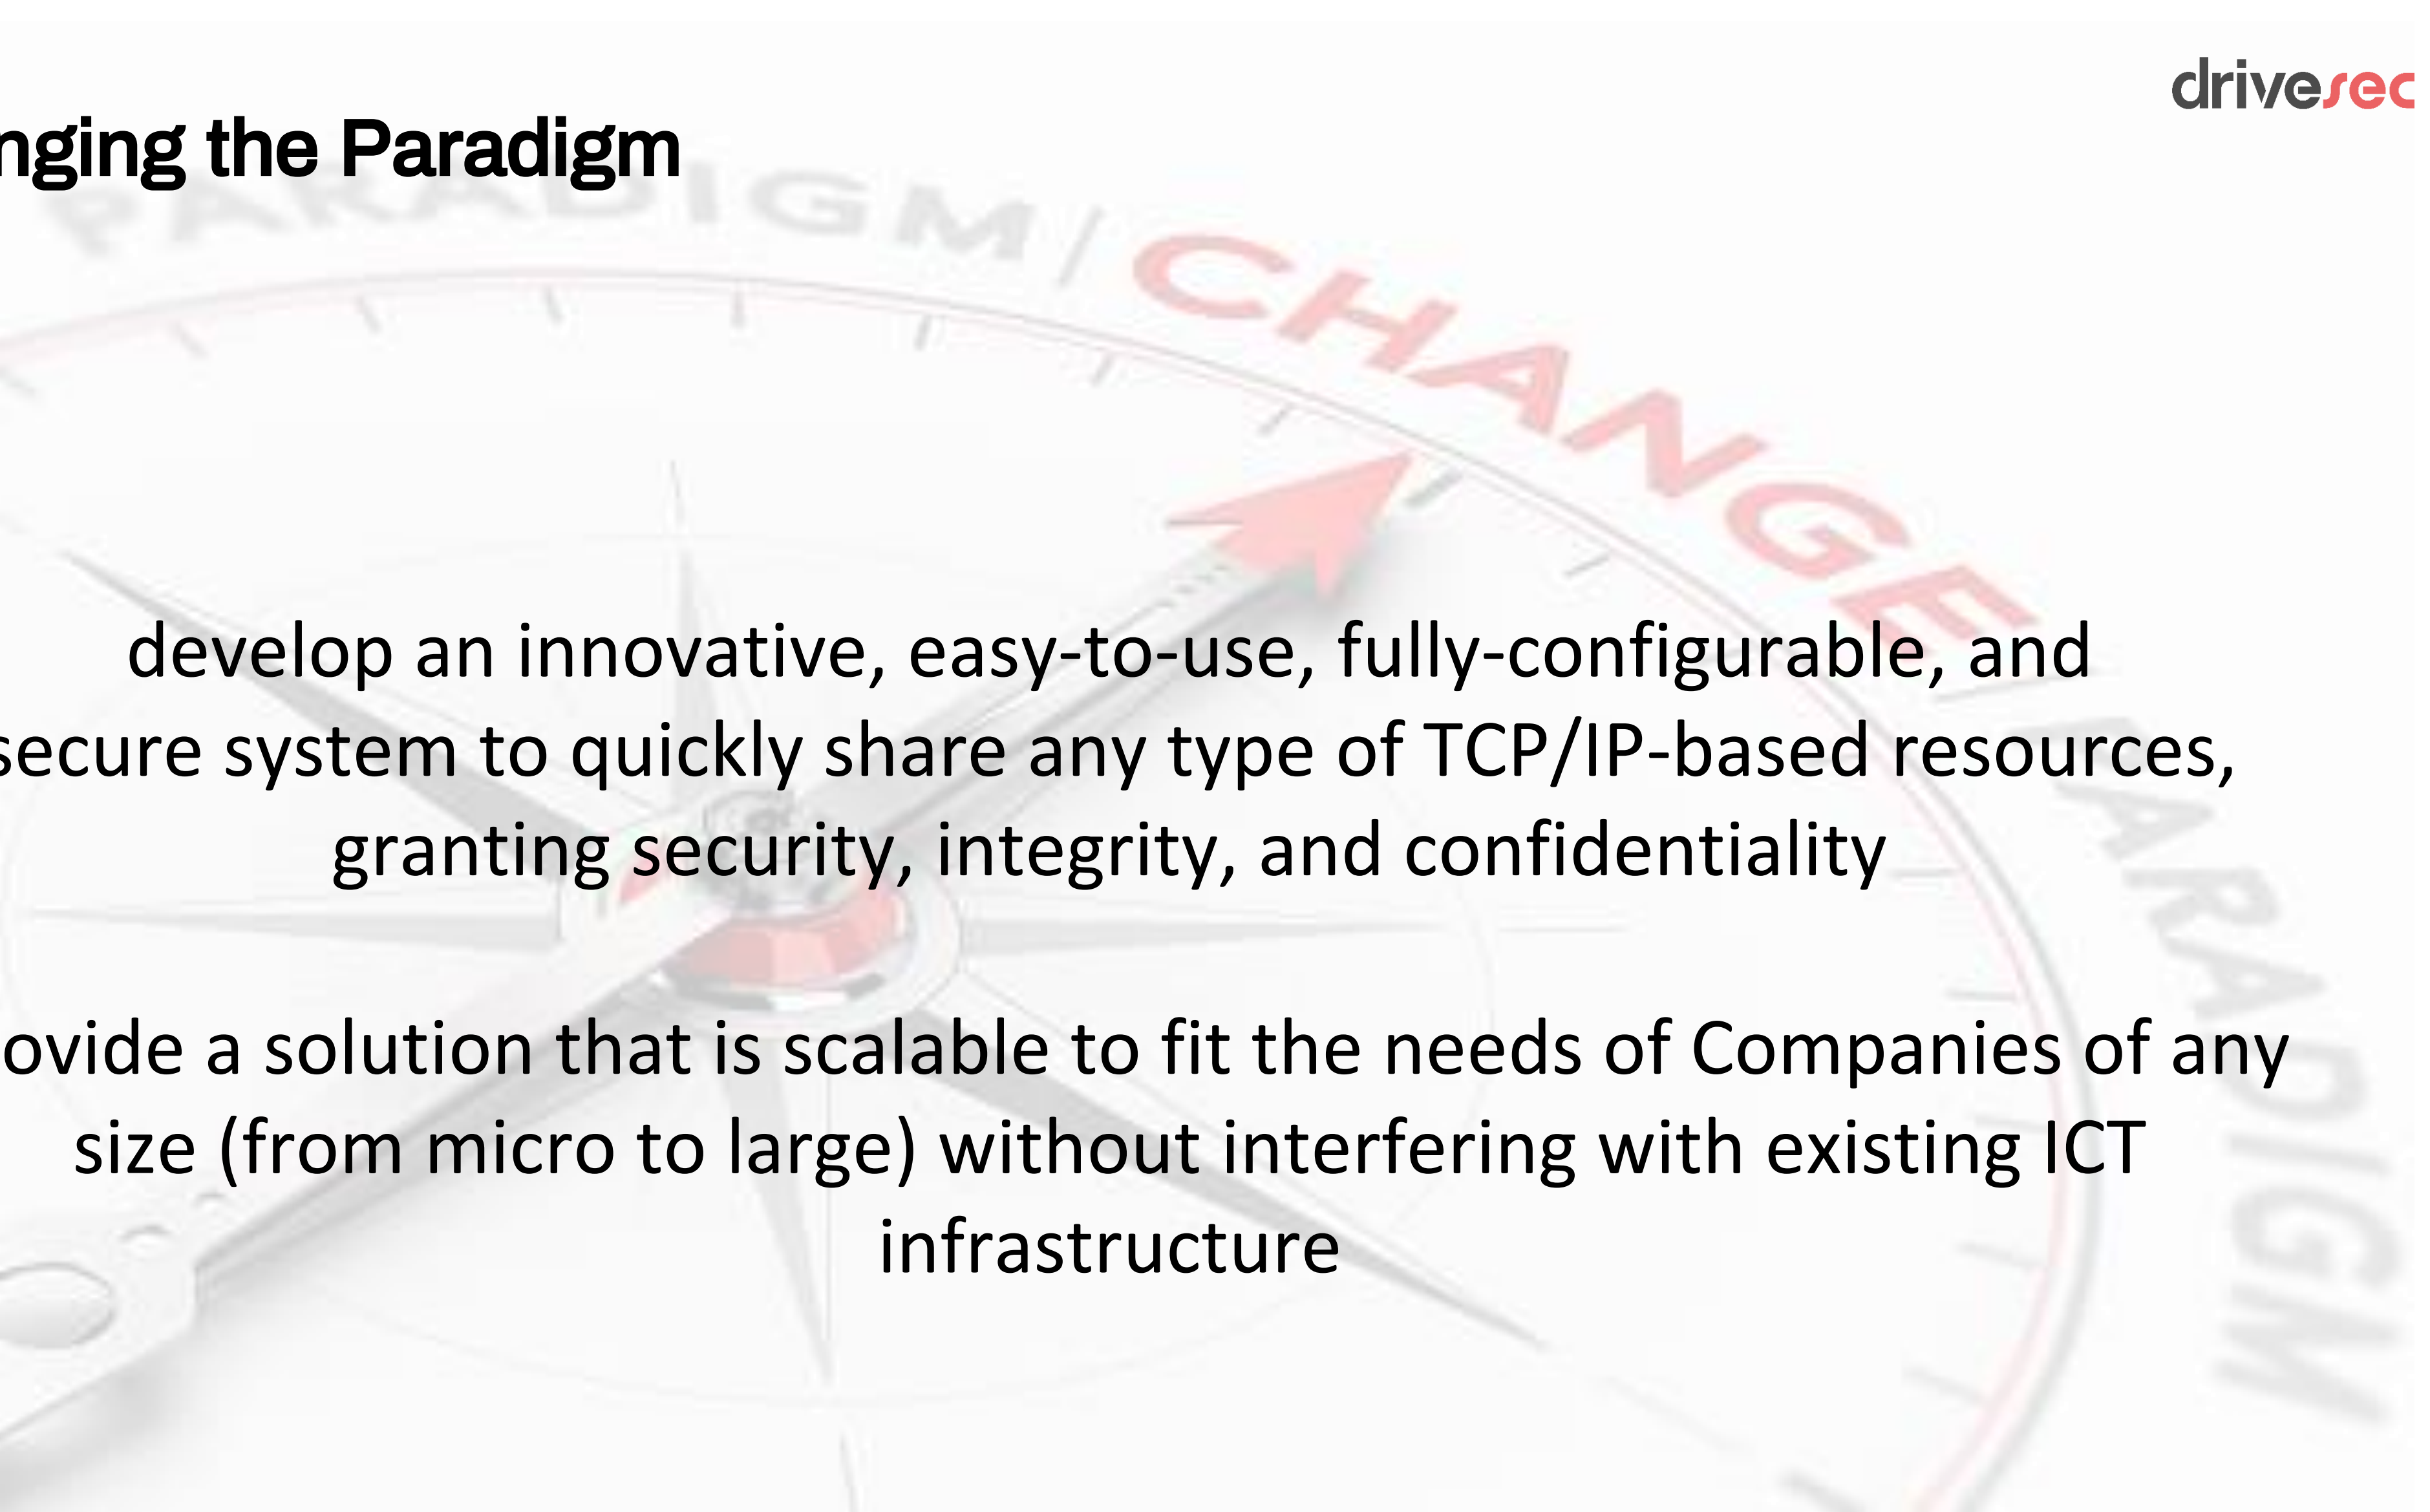 drivesec
nging the Paradigm
PARADIGM / CHANGE / PARADIGM
develop an innovative, easy-to-use, fully-configurable, and
secure system to quickly share any type of TCP/IP-based resources,
granting security, integrity, and confidentiality
ovide a solution that is scalable to fit the needs of Companies of any
size (from micro to large) without interfering with existing ICT
infrastructure